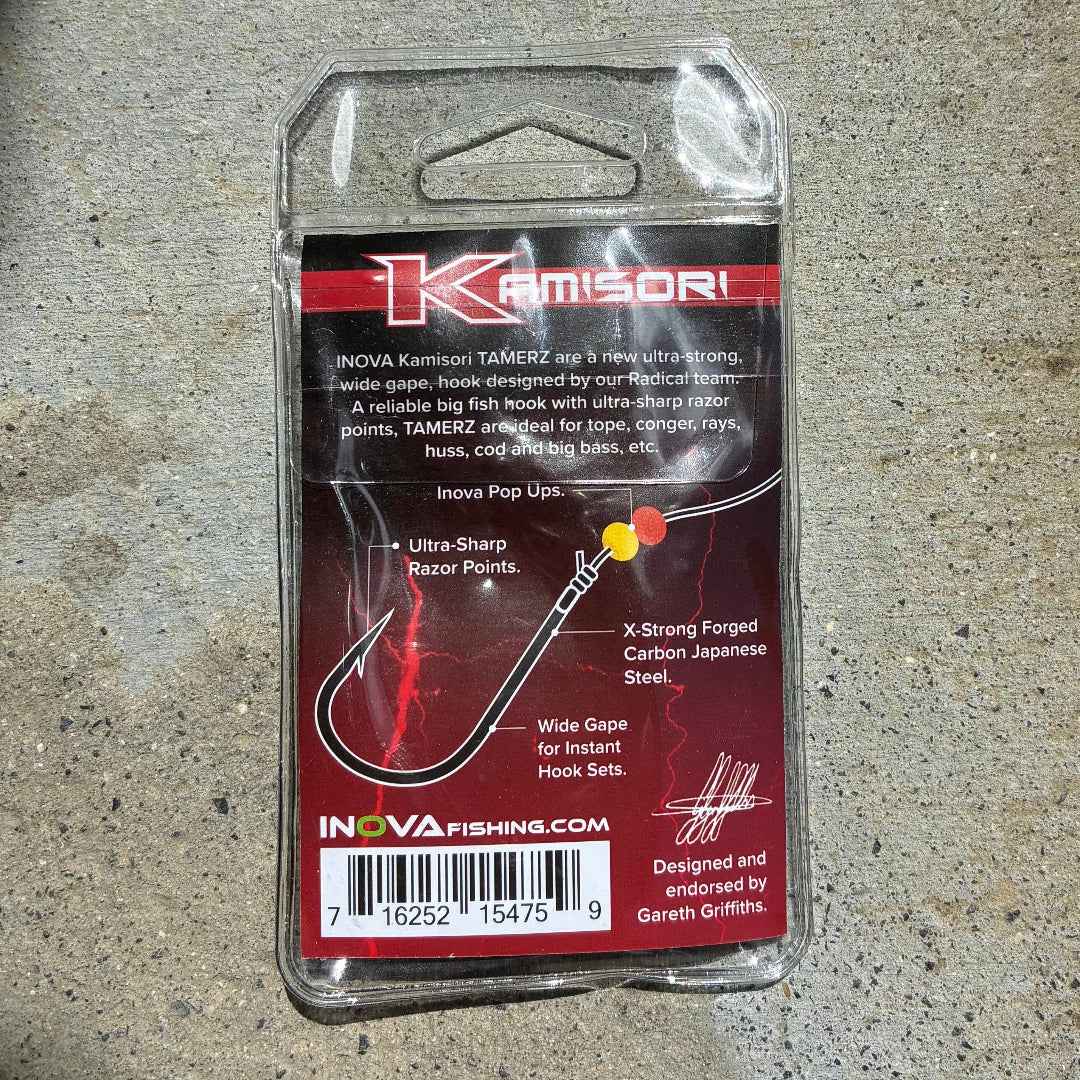 KAMISORI
INOVA Kamisori TAMERZ are a new ultra-strong,
wide gape, hook designed by our Radical team.
A reliable big fish hook with ultra-sharp razor
points, TAMERZ are ideal for tope, conger, rays,
huss, cod and big bass, etc.
Inova Pop Ups.
Ultra-Sharp
Razor Points.
X-Strong Forged
Carbon Japanese
Steel.
Wide Gape
for Instant
Hook Sets.
INOVAFISHING.COM
7 16252 15475 9
Designed and
endorsed by
Gareth Griffiths.